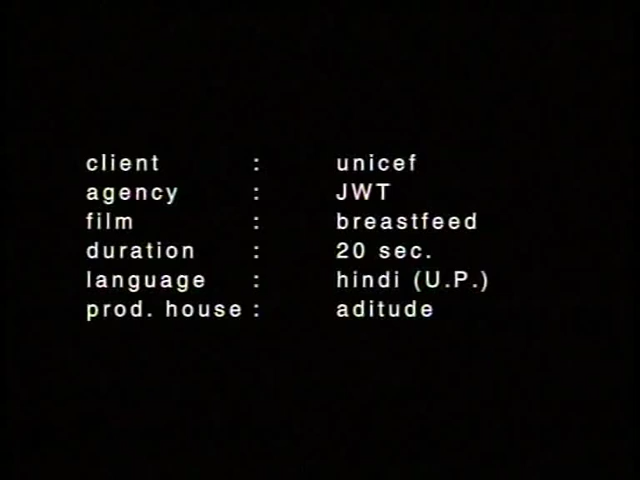 client : unicef
agency : JWT
film : breastfeed
duration : 20 sec.
language : hindi (U.P.)
prod. house : aditude